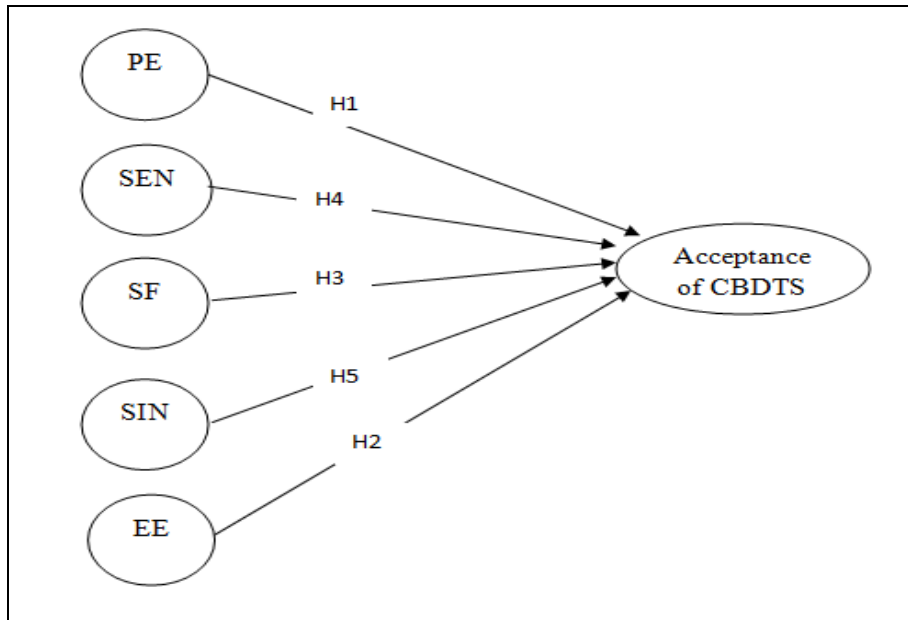 PE
H1
SEN
H4
Acceptance
of CBDTS
SF
H3
SIN
H5
EE
H2